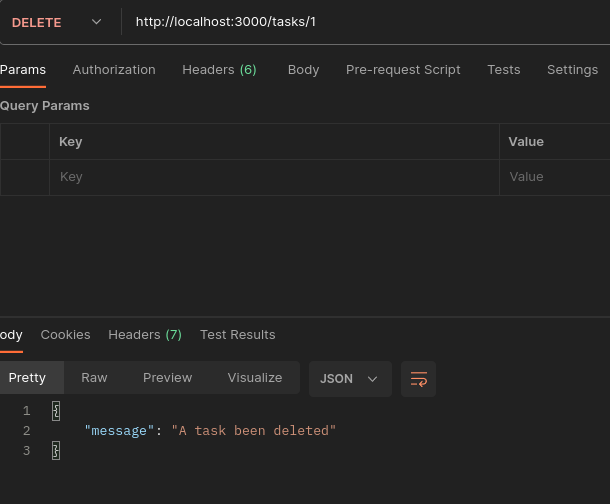 DELETE http://localhost:3000/tasks/1
Params Authorization Headers (6) Body Pre-request Script Tests Settings
Query Params
Key Value
Key Value
ody Cookies Headers (7) Test Results
Pretty Raw Preview Visualize JSON
1 {
2 "message": "A task been deleted"
3 }